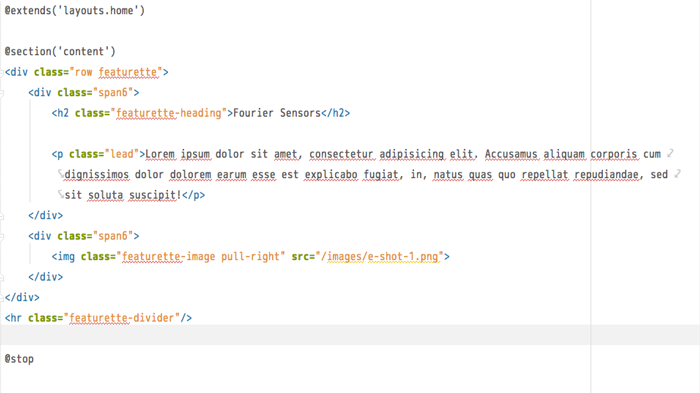 @extends('layouts.home')
@section('content')
<div class="row featurette">
<div class="span6">
<h2 class="featurette-heading">Fourier Sensors</h2>
<p class="lead">Lorem ipsum dolor sit amet, consectetur adipisicing elit. Accusamus aliquam corporis cum
dignissimos dolor dolorem earum esse est explicabo fugiat, in, natus quas quo repellat repudiandae, sed
sit soluta suscipit!</p>
</div>
<div class="span6">
<img class="featurette-image pull-right" src="/images/e-shot-1.png">
</div>
</div>
<hr class="featurette-divider"/>
@stop